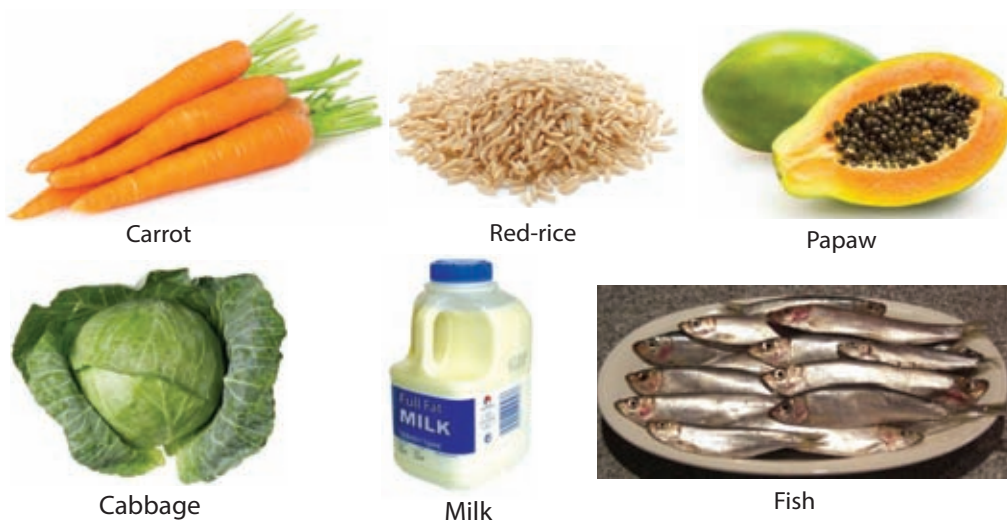 Carrot
Red-rice
Papaw
Full Fat
MILK
Cabbage
Milk
Fish